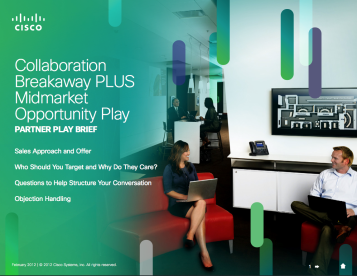 CISCO
Collaboration
Breakaway PLUS
Midmarket
Opportunity Play
PARTNER PLAY BRIEF
Sales Approach and Offer
Who Should You Target and Why Do They Care?
Questions to Help Structure Your Conversation
Objection Handling
February 2013 | © 2013 Cisco Systems, Inc. All rights reserved.
1